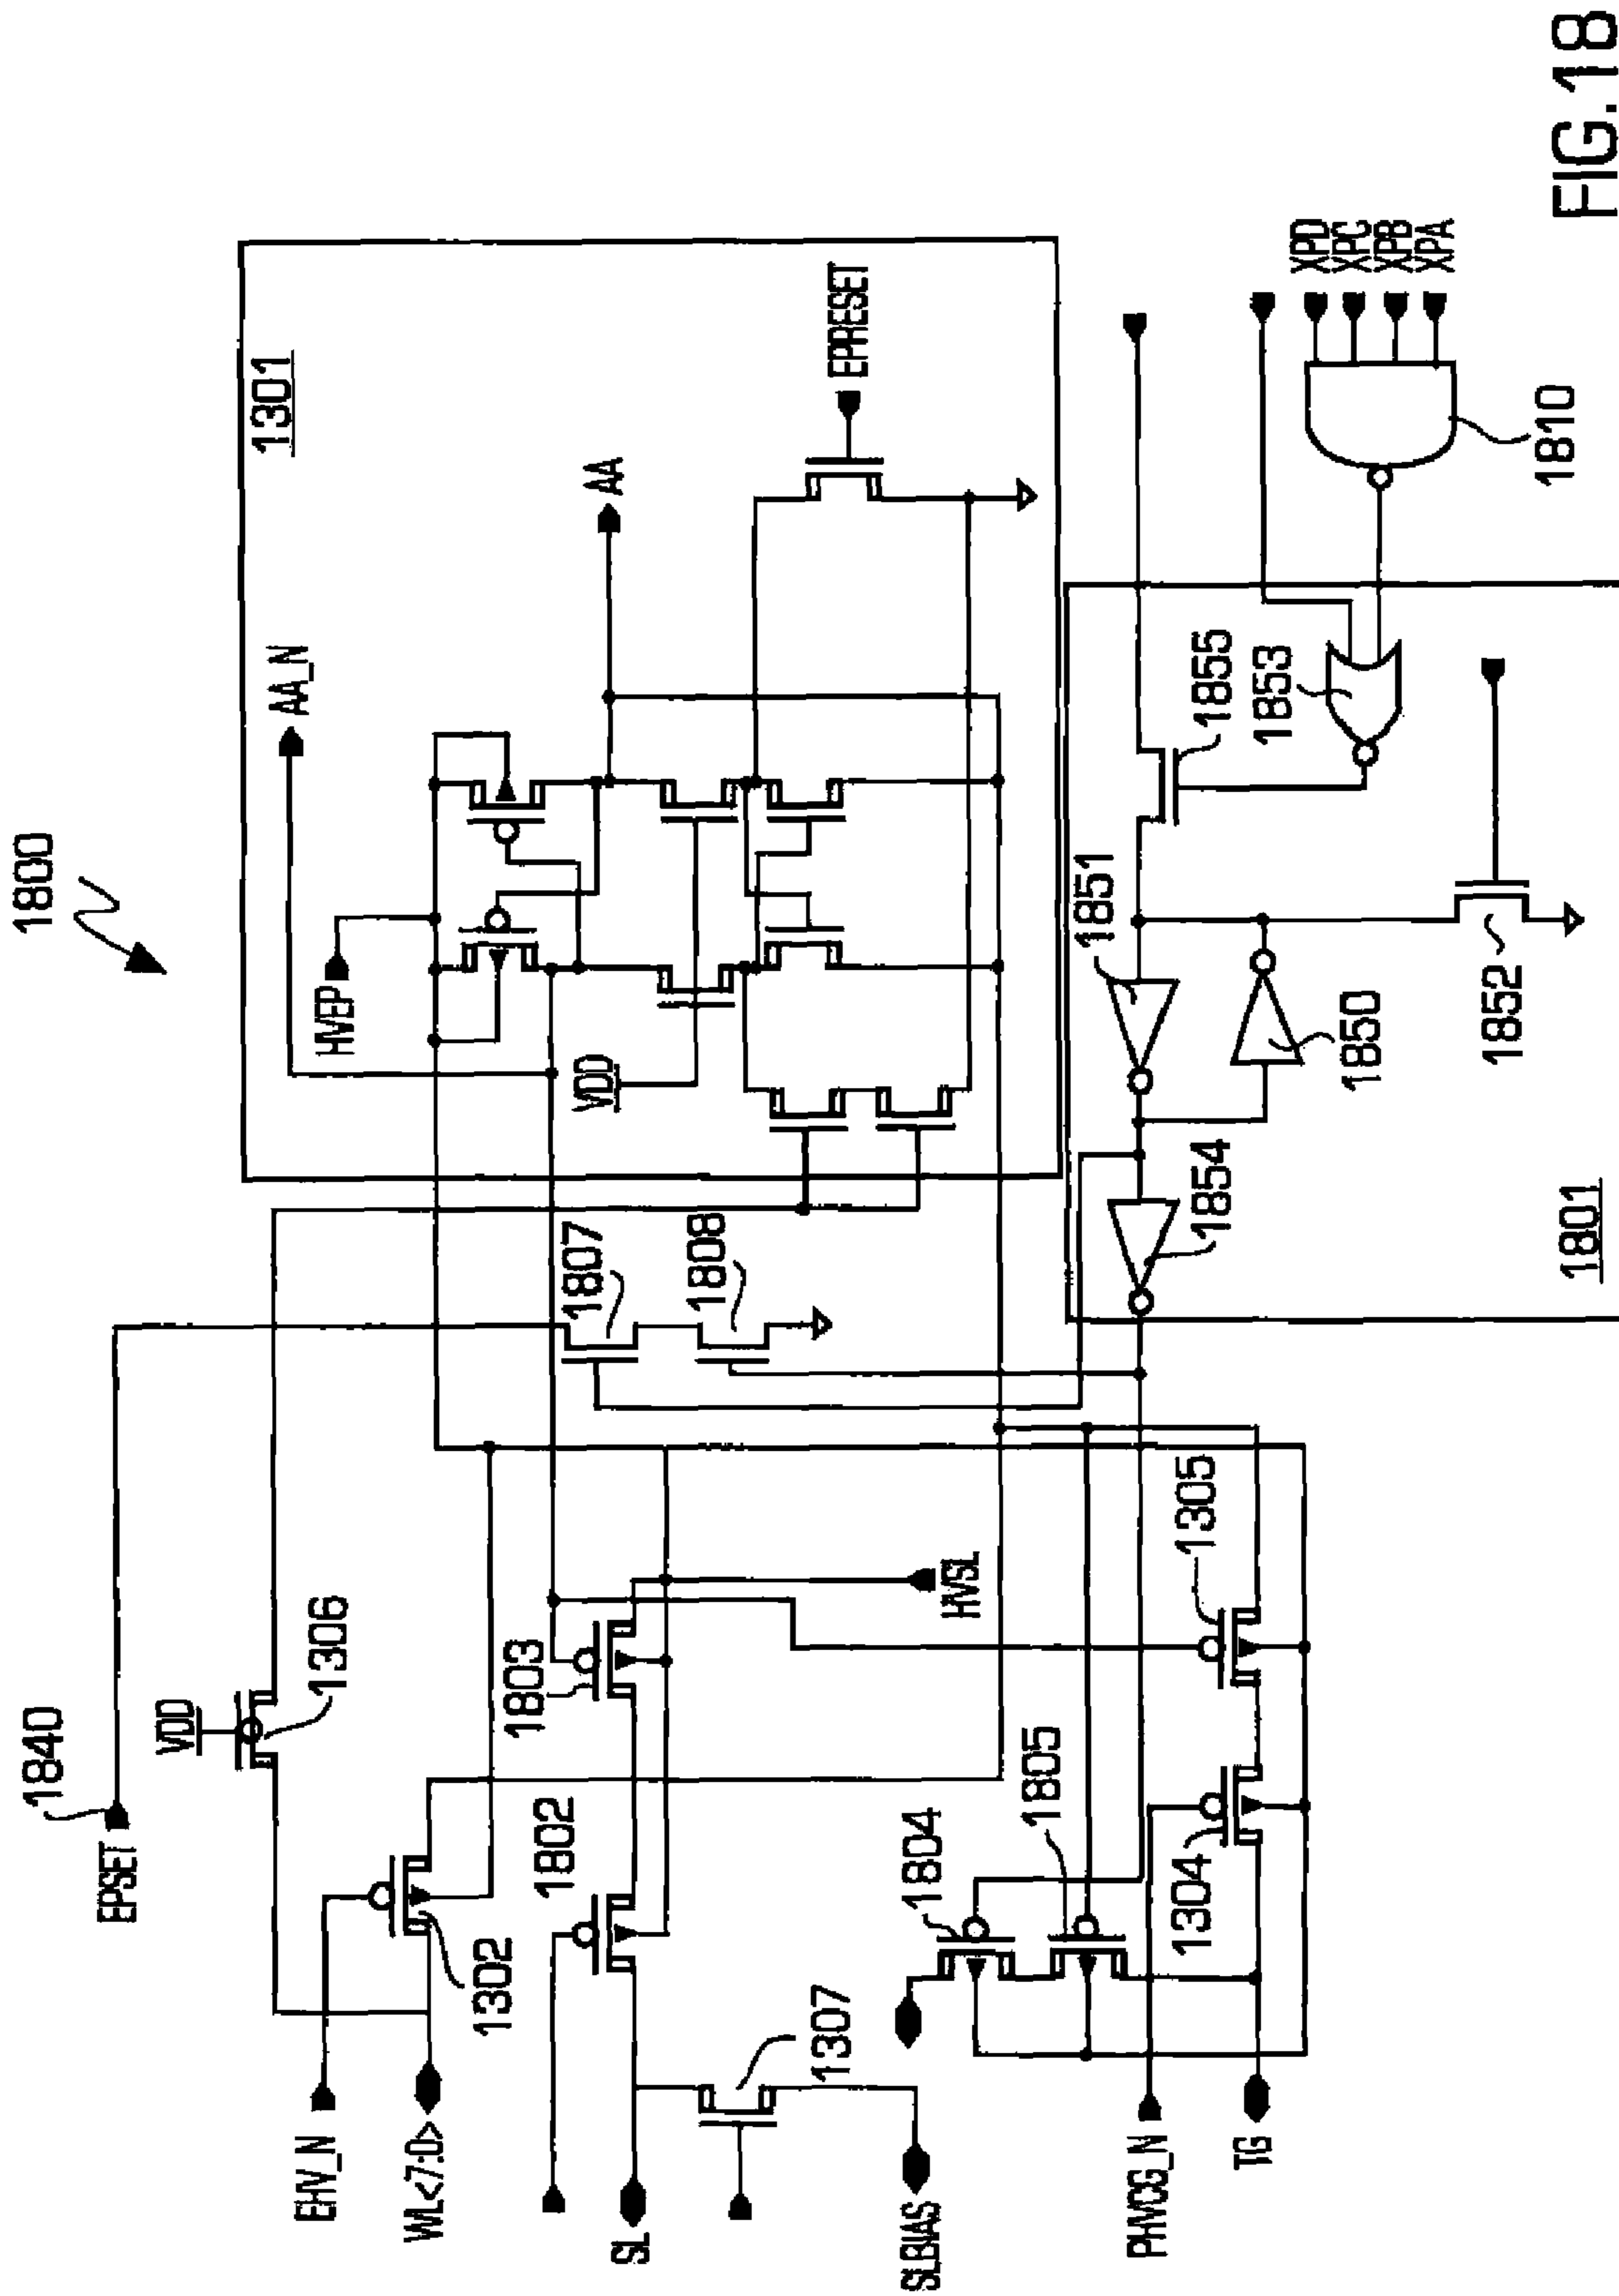 1800
1840
EPSET
VDD
1306
EHV_N
WL<7:0>
1302
1802
1803
SL
1307
SLBIAS
HVSL
1804
1805
PHVCG_N
TG
1304
1305
1807
1808
HVEP
AA_N
1301
VDD
AA
EPRESET
1854
1851
1850
1852
1855
1853
1801
1810
XPD
XPC
XPB
XPA
FIG.18